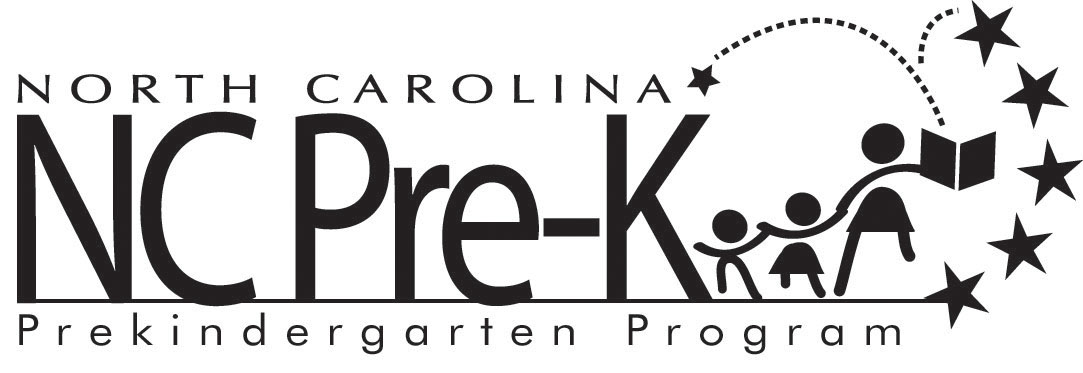 NORTH CAROLINA
NC Pre-K
Prekindergarten Program